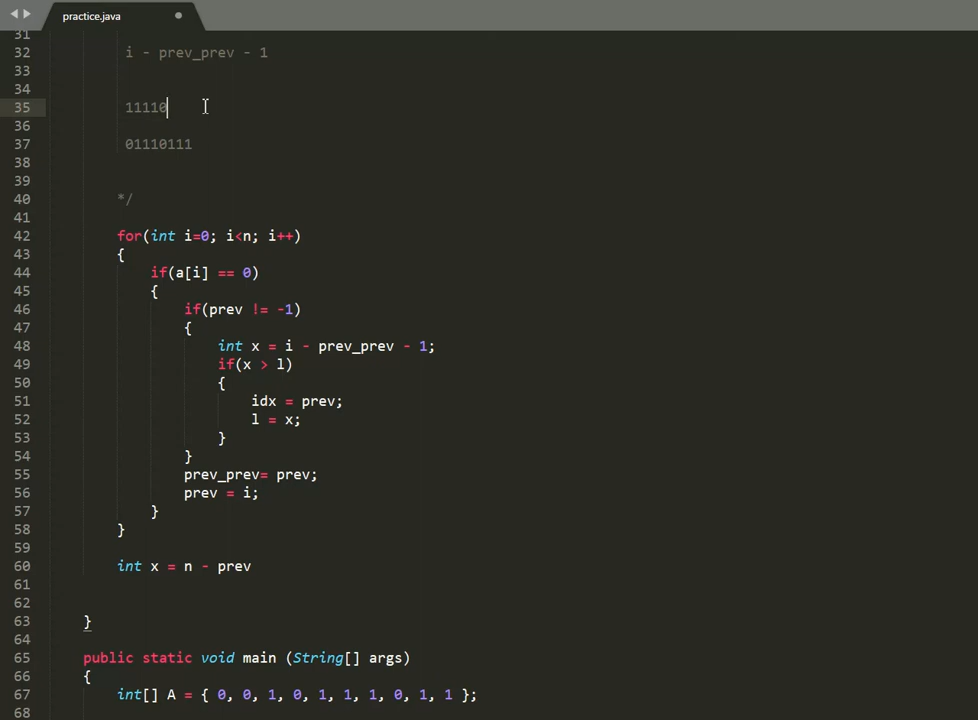 practice.java
31
32 i - prev_prev - 1
33
34
35 11110
36
37 01110111
38
39
40 */
41
42 for(int i=0; i<n; i++)
43 {
44 if(a[i] == 0)
45 {
46 if(prev != -1)
47 {
48 int x = i - prev_prev - 1;
49 if(x > l)
50 {
51 idx = prev;
52 l = x;
53 }
54 }
55 prev_prev= prev;
56 prev = i;
57 }
58 }
59
60 int x = n - prev
61
62
63 }
64
65 public static void main (String[] args)
66 {
67 int[] A = { 0, 0, 1, 0, 1, 1, 1, 0, 1, 1 };
68